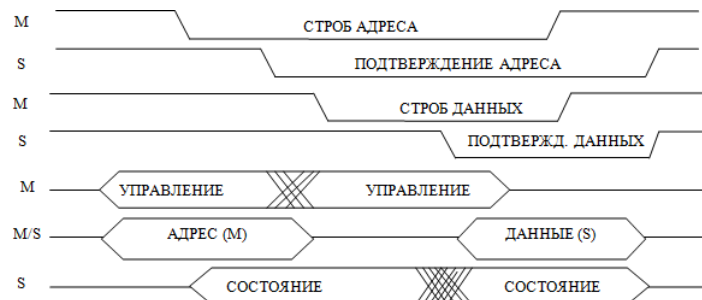 M СТРОБ АДРЕСА
S ПОДТВЕРЖДЕНИЕ АДРЕСА
M СТРОБ ДАННЫХ
S ПОДТВЕРЖД. ДАННЫХ
M УПРАВЛЕНИЕ УПРАВЛЕНИЕ
M/S АДРЕС (M) ДАННЫЕ (S)
S СОСТОЯНИЕ СОСТОЯНИЕ